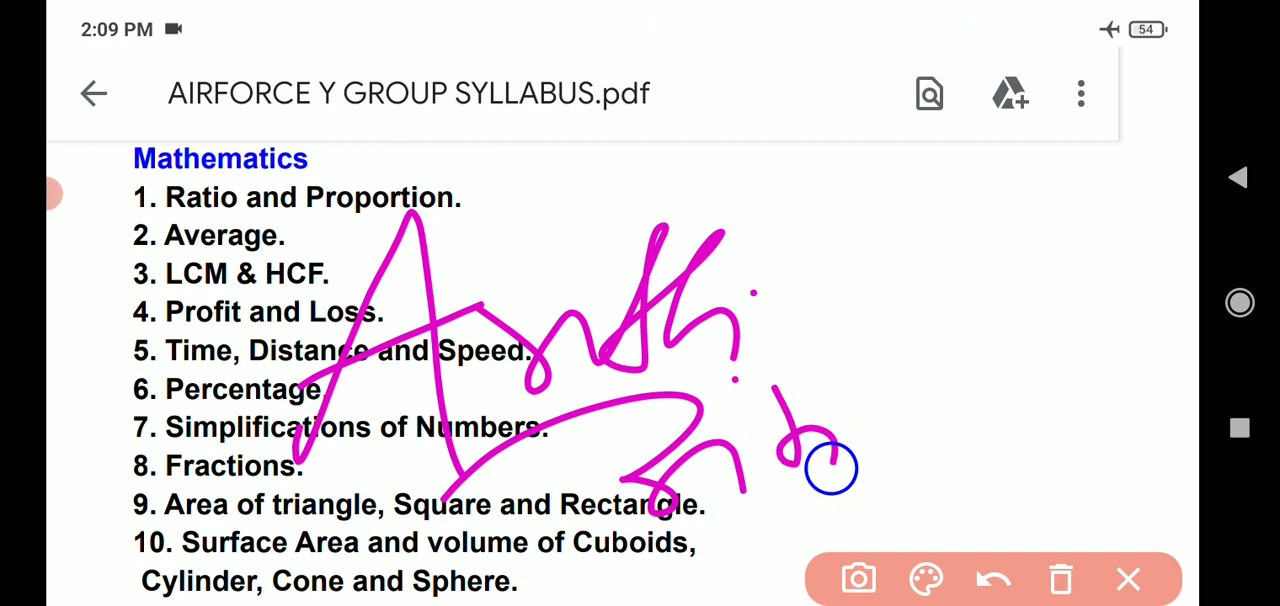 2:09 PM
54
AIRFORCE Y GROUP SYLLABUS.pdf
Mathematics
1. Ratio and Proportion.
2. Average.
3. LCM & HCF.
4. Profit and Loss.
5. Time, Distance and Speed.
6. Percentage.
7. Simplifications of Numbers.
8. Fractions.
9. Area of triangle, Square and Rectangle.
10. Surface Area and volume of Cuboids,
Cylinder, Cone and Sphere.